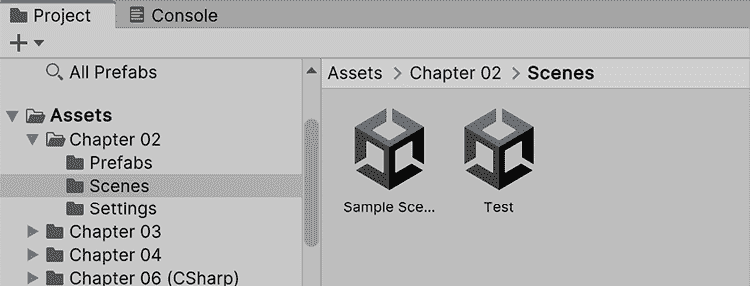 Project
Console
All Prefabs
Assets
Chapter 02
Prefabs
Scenes
Settings
Chapter 03
Chapter 04
Chapter 06 (CSharp)
Assets > Chapter 02 > Scenes
Sample Sce...
Test